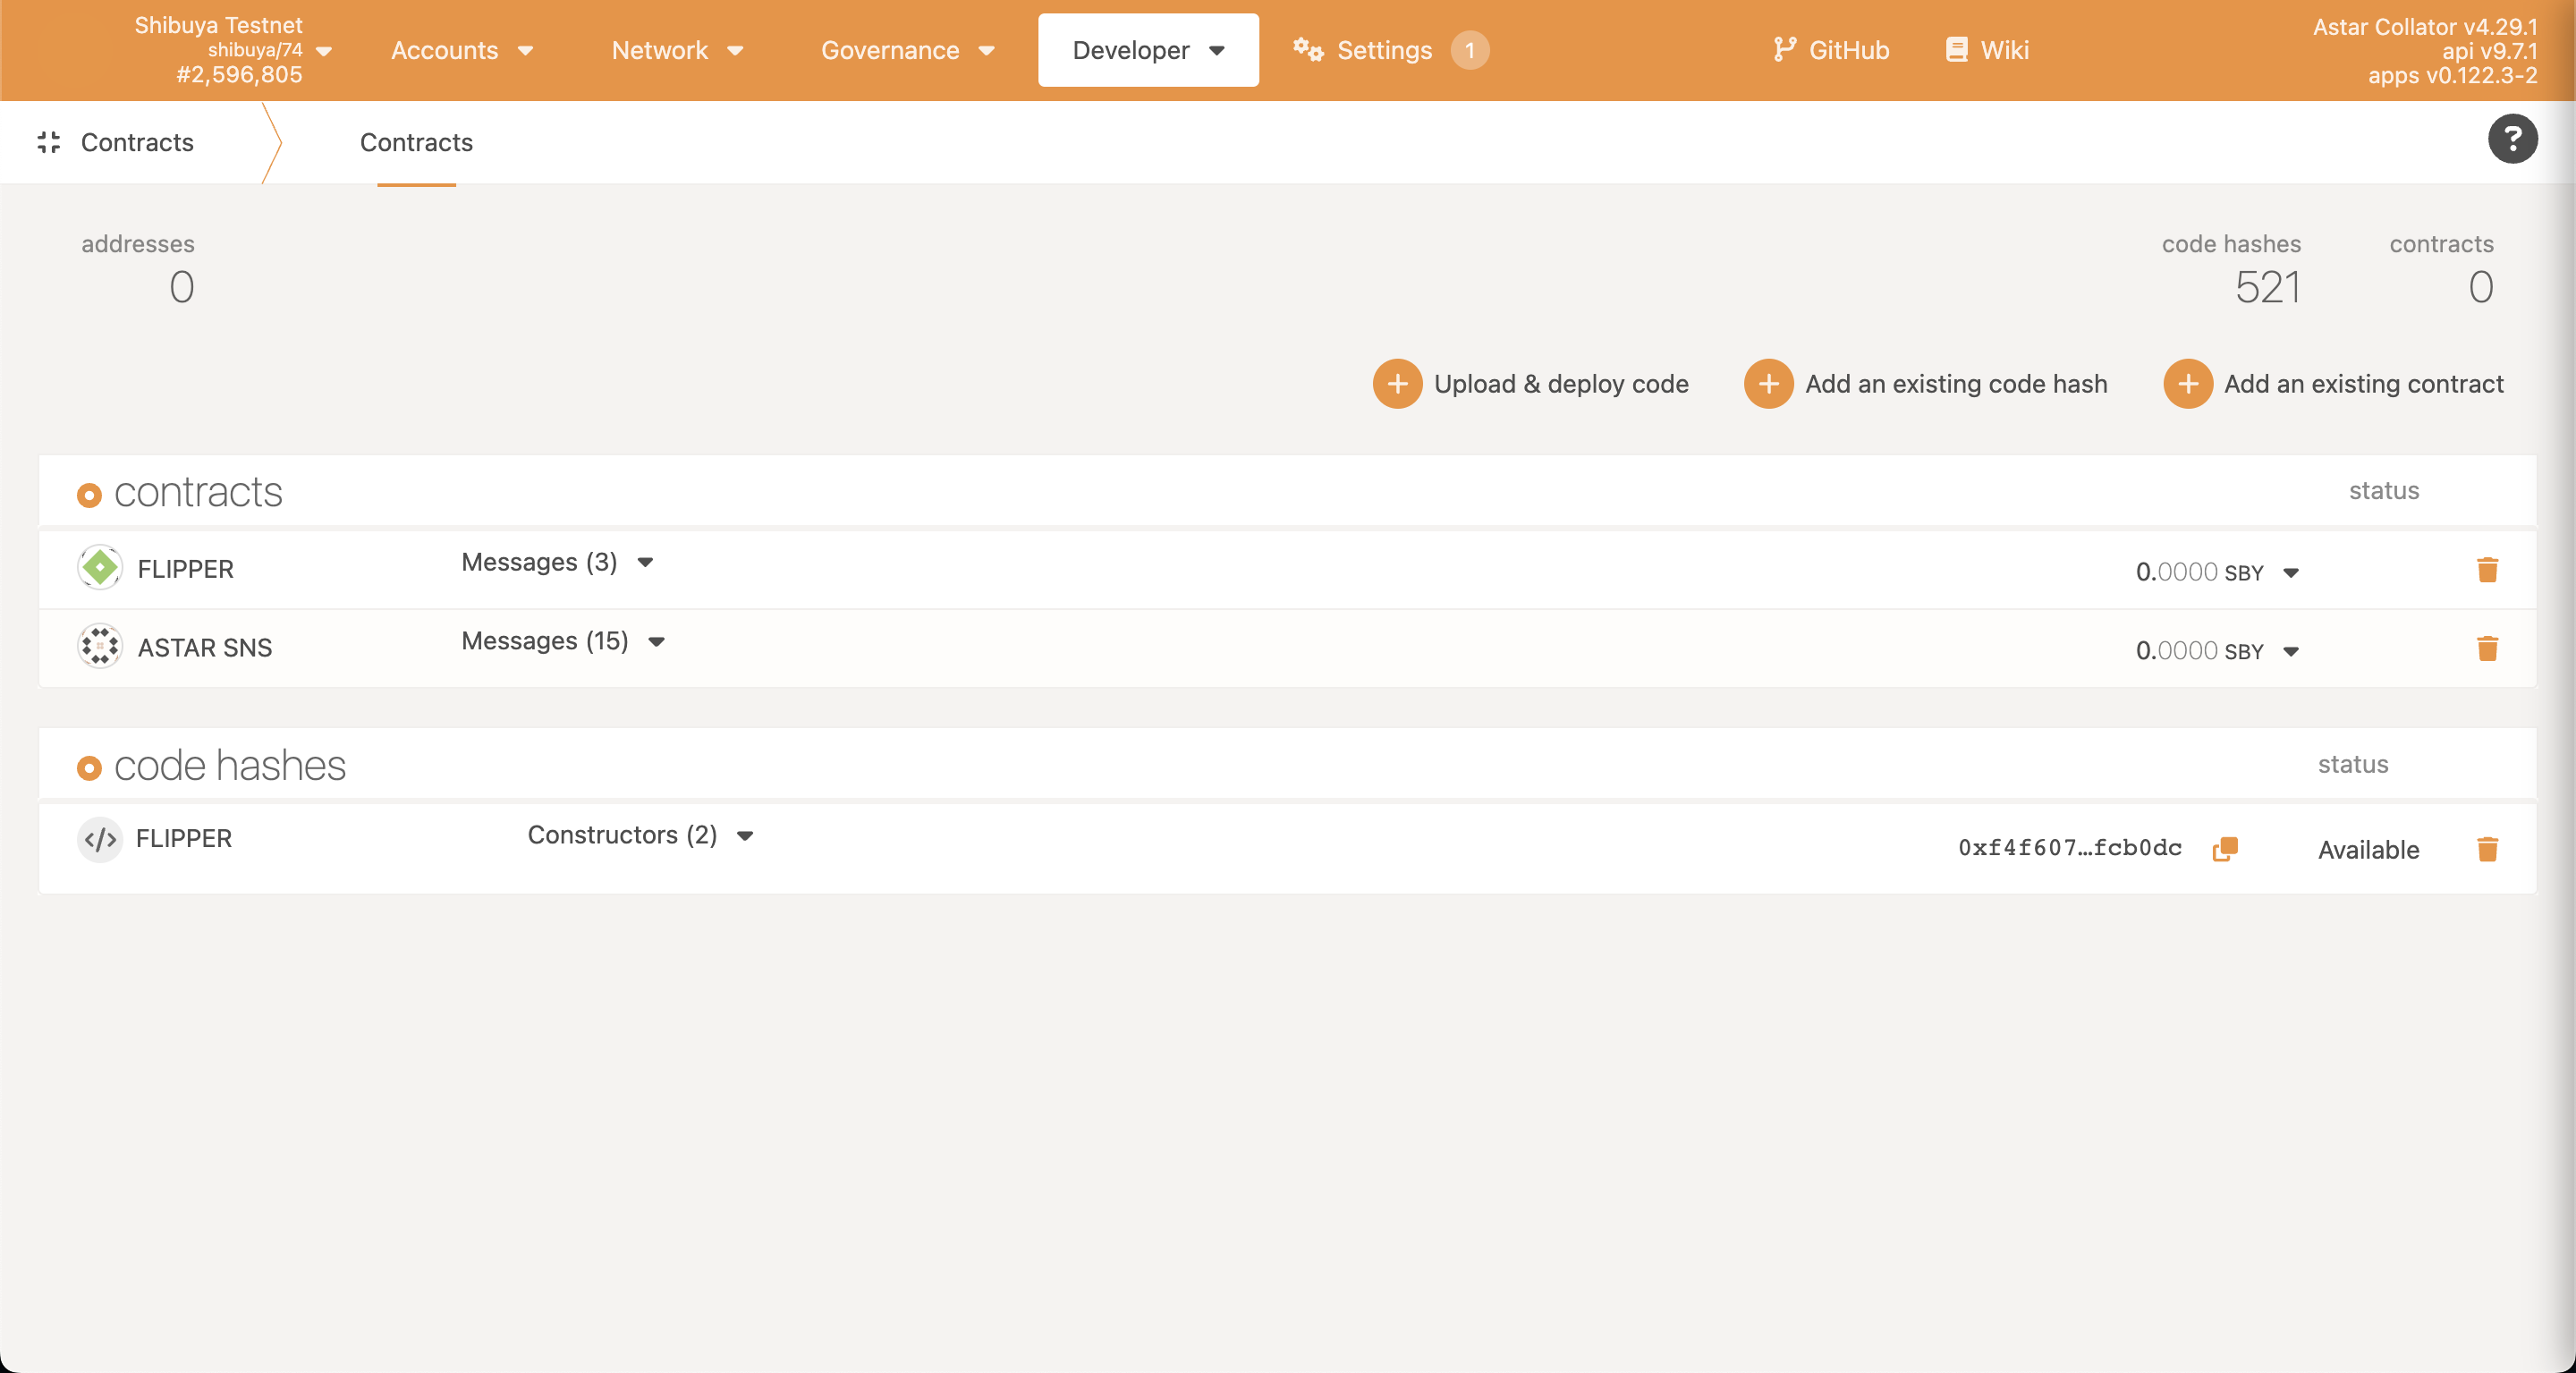 Shibuya Testnet
shibuya/74
#2,596,805
Accounts
Network
Governance
Developer
Settings 1
GitHub
Wiki
Astar Collator v4.29.1
api v9.7.1
apps v0.122.3-2
Contracts
Contracts
?
addresses
0
code hashes
521
contracts
0
Upload & deploy code
Add an existing code hash
Add an existing contract
contracts status
FLIPPER Messages (3) 0.0000 SBY
ASTAR SNS Messages (15) 0.0000 SBY
code hashes status
</> FLIPPER Constructors (2) 0xf4f607…fcb0dc Available